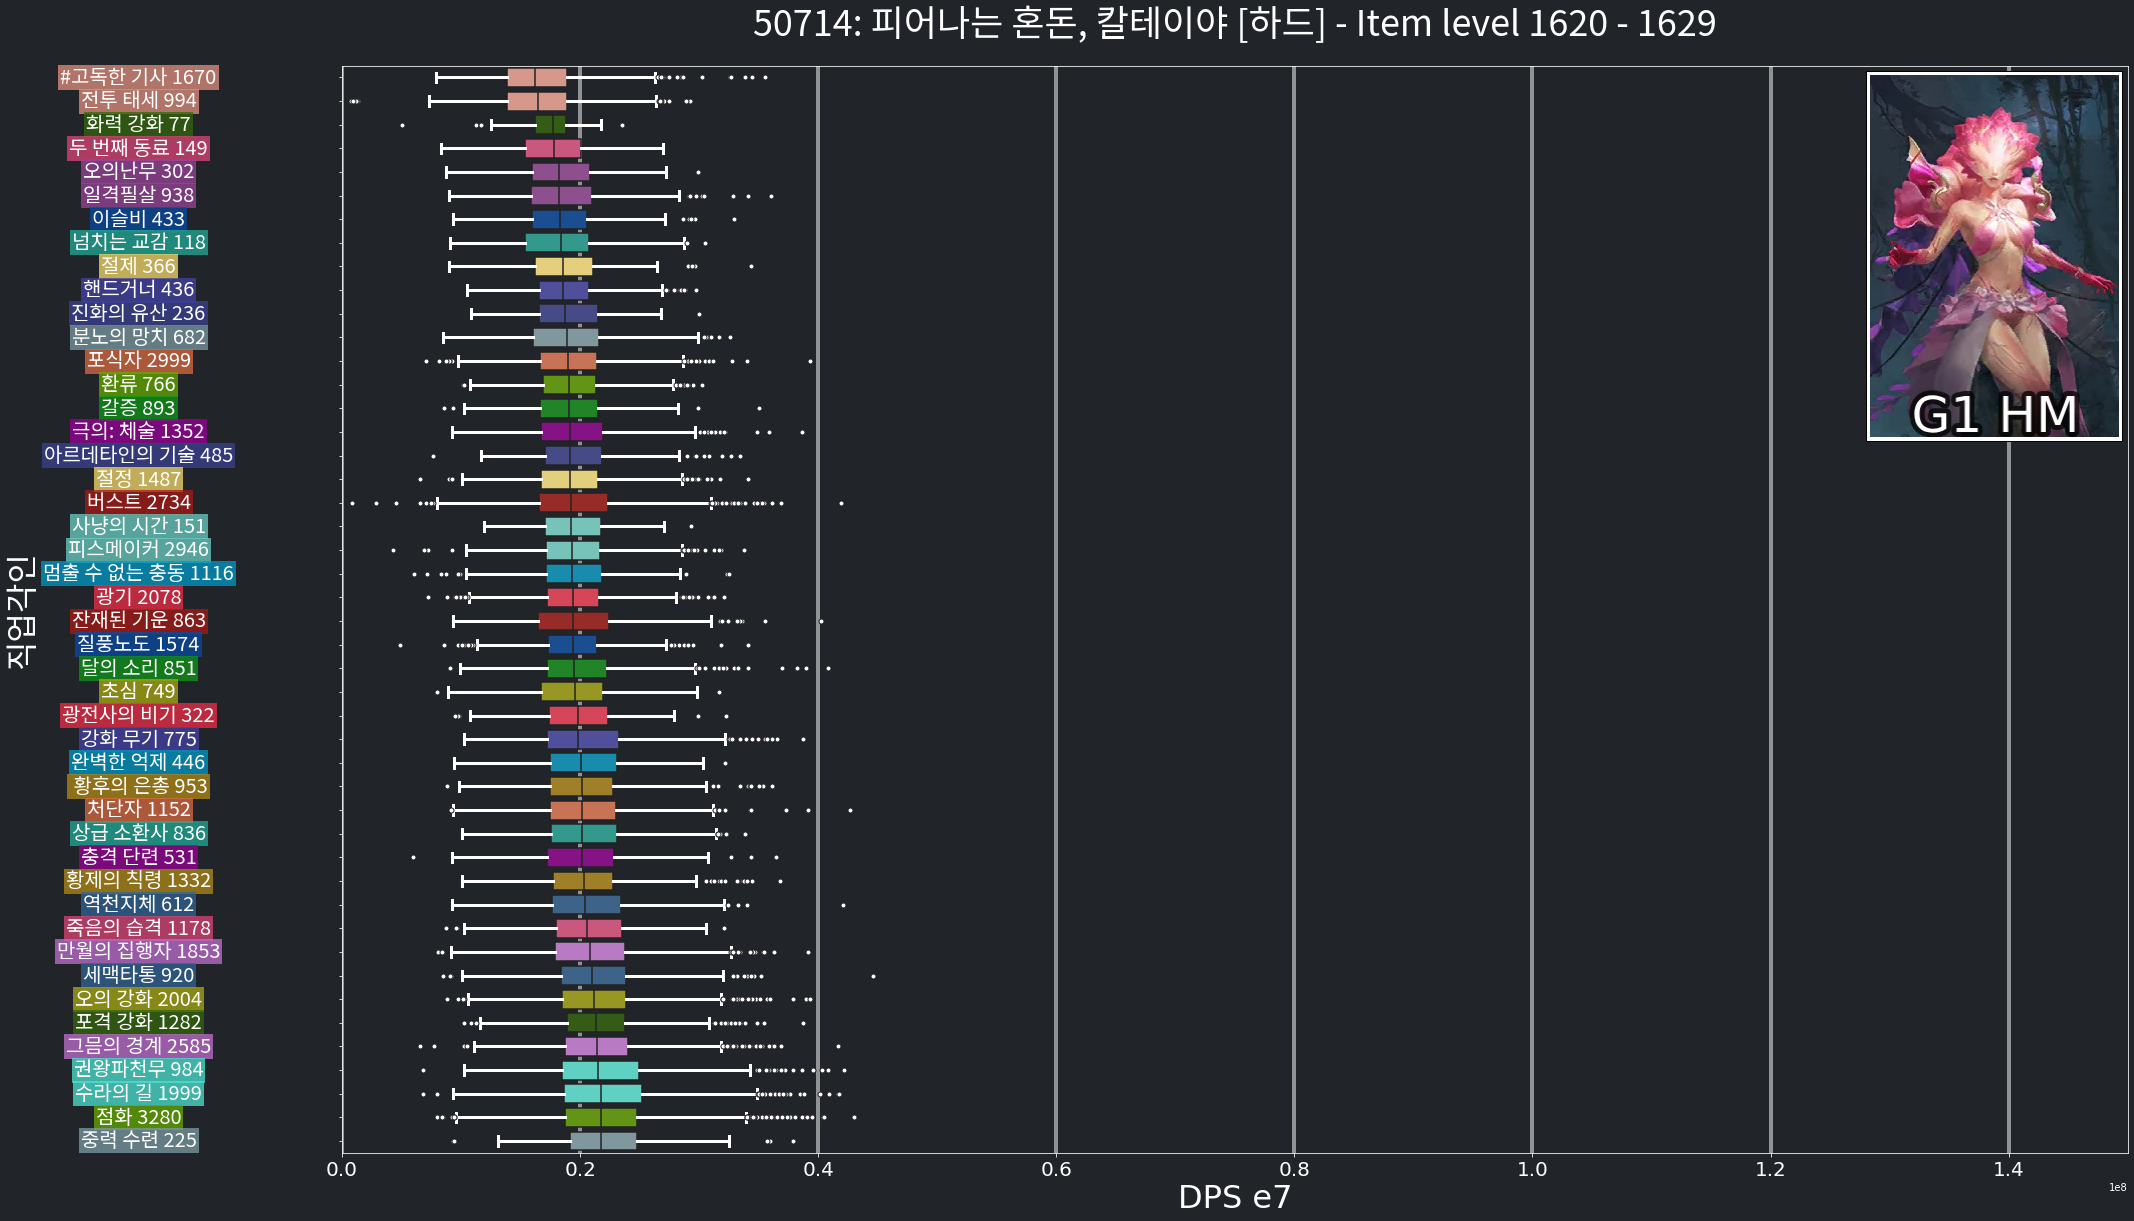 50714: 피어나는 혼돈, 칼테이야 [하드] - Item level 1620 - 1629
#고독한 기사 1670
전투 태세 994
화력 강화 77
두 번째 동료 149
오의난무 302
일격필살 938
이슬비 433
넘치는 교감 118
절제 366
핸드거너 436
진화의 유산 236
분노의 망치 682
포식자 2999
환류 766
갈증 893
극의: 체술 1352
아르데타인의 기술 485
절정 1487
버스트 2734
사냥의 시간 151
피스메이커 2946
멈출 수 없는 충동 1116
광기 2078
잔재된 기운 863
질풍노도 1574
달의 소리 851
초심 749
광전사의 비기 322
강화 무기 775
완벽한 억제 446
황후의 은총 953
처단자 1152
상급 소환사 836
충격 단련 531
황제의 칙령 1332
역천지체 612
죽음의 습격 1178
만월의 집행자 1853
세맥타통 920
오의 강화 2004
포격 강화 1282
그믐의 경계 2585
권왕파천무 984
수라의 길 1999
점화 3280
중력 수련 225
직업각인
G1 HM
0.0 0.2 0.4 0.6 0.8 1.0 1.2 1.4
1e8
DPS e7